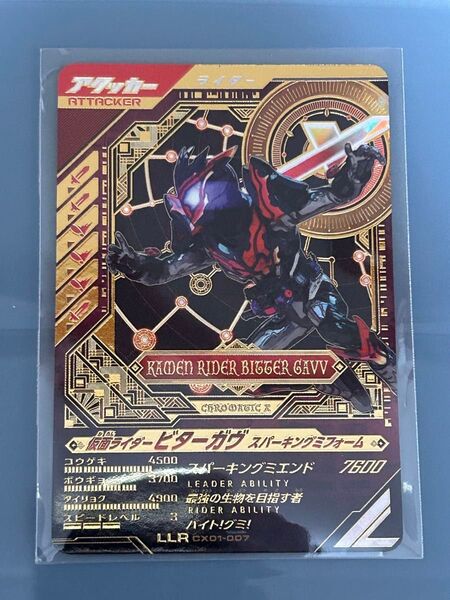 アタッカー
ATTACKER
ライダー
KAMEN RIDER BITTER GAVV
CHROMATIC X
仮面ライダービターガヴ スパーキングミフォーム
コウゲキ 4500
ボウギョ 3700
タイリョク 4900
スピードレベル 3
スパーキングミエンド 7600
LEADER ABILITY
最強の生物を目指す者
RIDER ABILITY
バイト!グミ!
LLR CX01-007